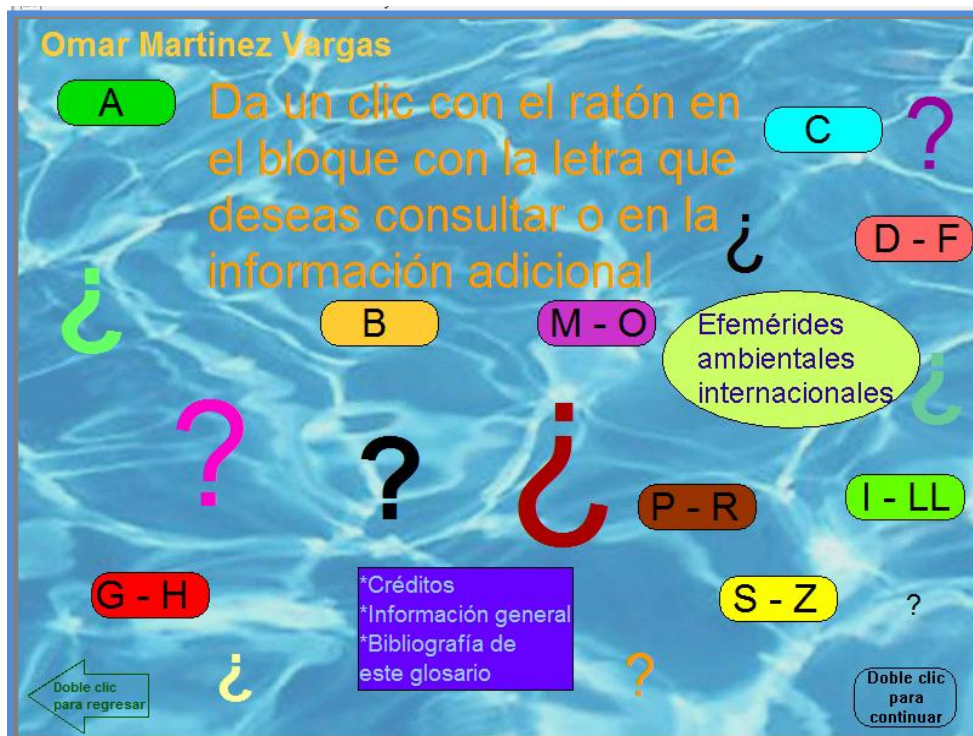 Omar Martinez Vargas
A
Da un clic con el ratón en
el bloque con la letra que
deseas consultar o en la
información adicional
C
?
¿
D - F
¿
B
M - O
Efemérides
ambientales
internacionales
¿
?
?
¿
P - R
I - LL
G - H
*Créditos
*Información general
*Bibliografía de
este glosario
S - Z
?
¿
?
Doble clic
para regresar
Doble clic
para
continuar